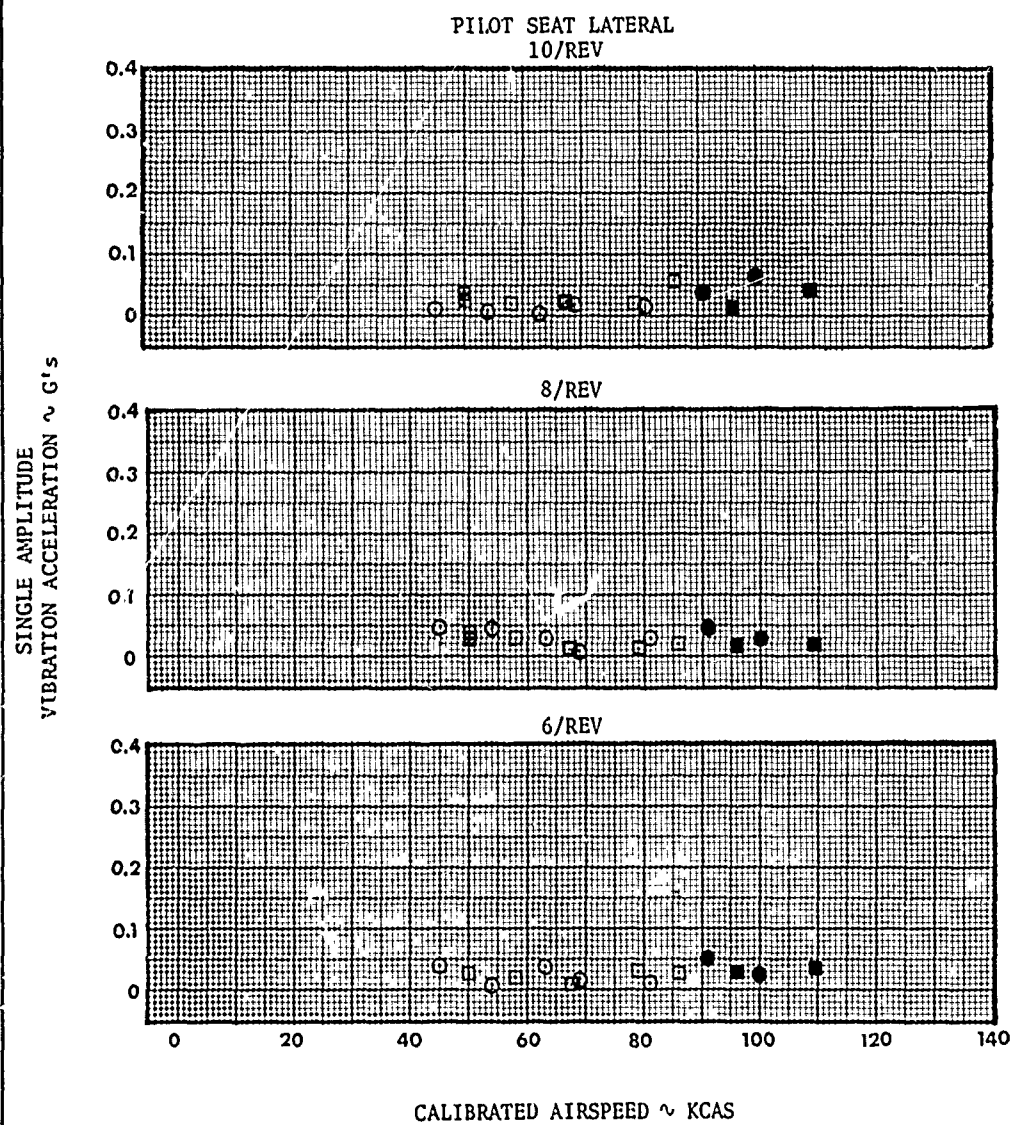 PILOT SEAT LATERAL
10/REV
0.4
0.3
0.2
0.1
0
8/REV
0.4
0.3
0.2
0.1
0
6/REV
0.4
0.3
0.2
0.1
0
0 20 40 60 80 100 120 140
SINGLE AMPLITUDE
VIBRATION ACCELERATION ~ G's
CALIBRATED AIRSPEED ~ KCAS